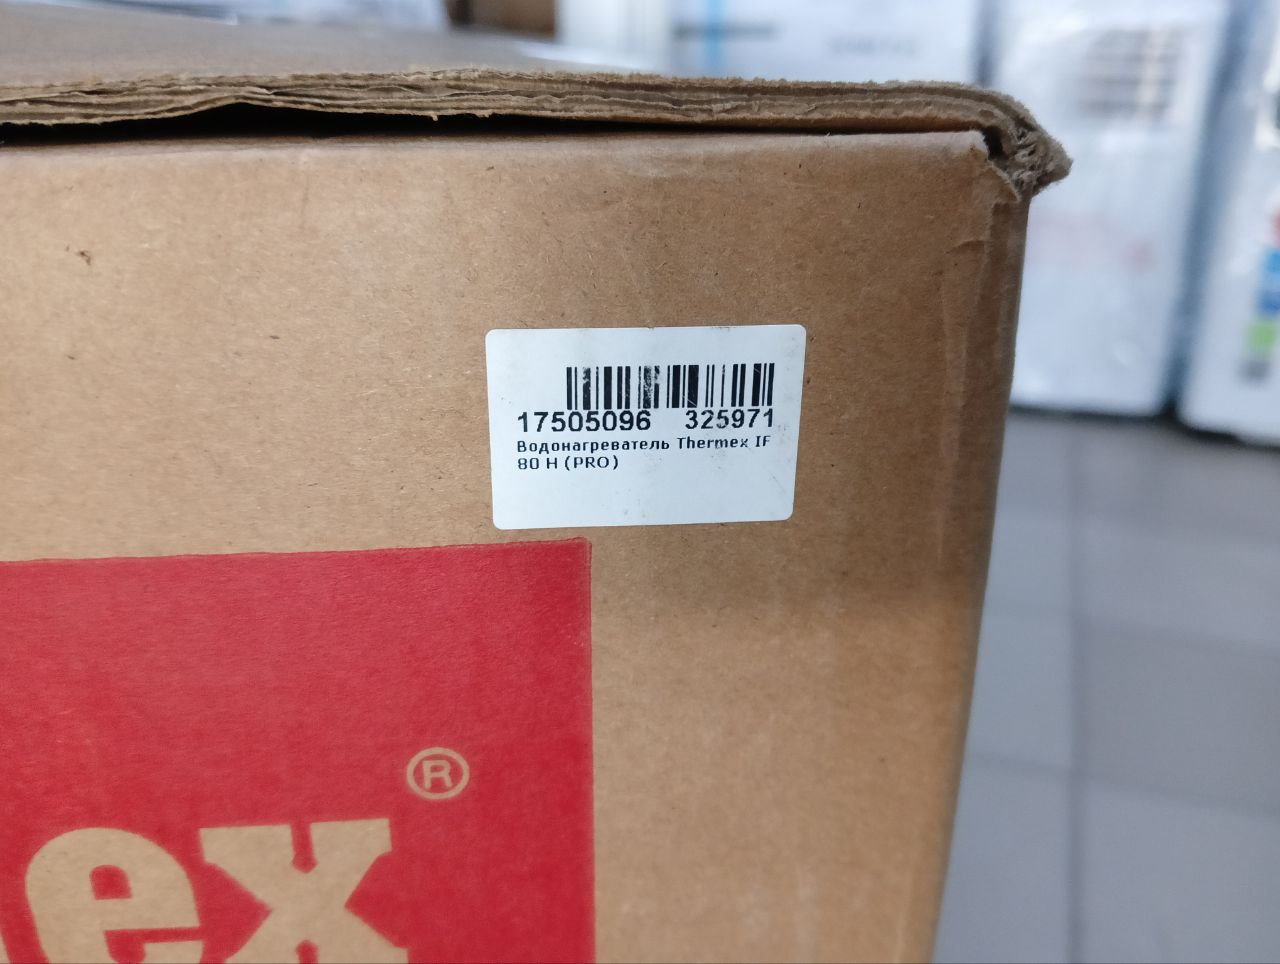 17505096 325971
Водонагреватель Thermex IF
80 H (PRO)
®
ex